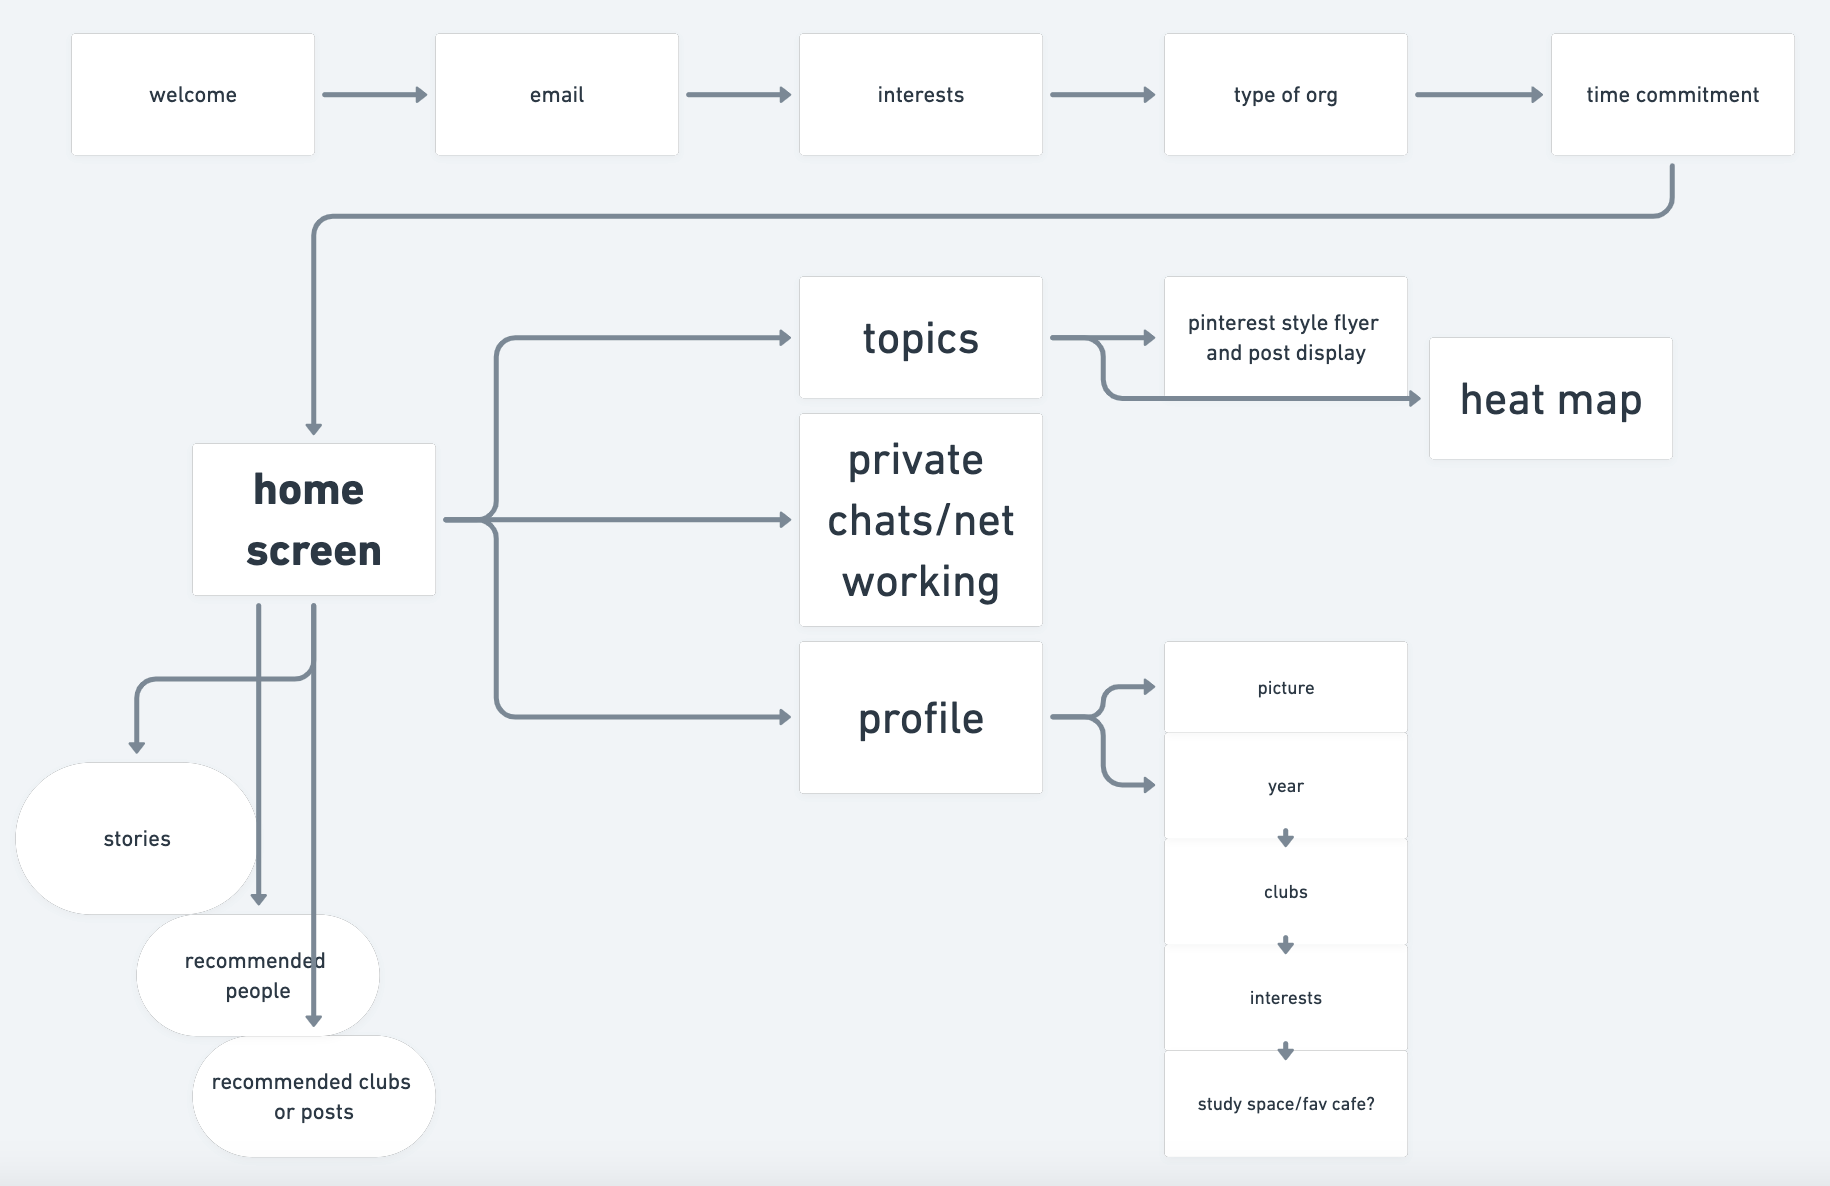 welcome
email
interests
type of org
time commitment
topics
pinterest style flyer
and post display
heat map
home
screen
private
chats/net
working
profile
picture
year
clubs
interests
study space/fav cafe?
stories
recommended
people
recommended clubs
or posts